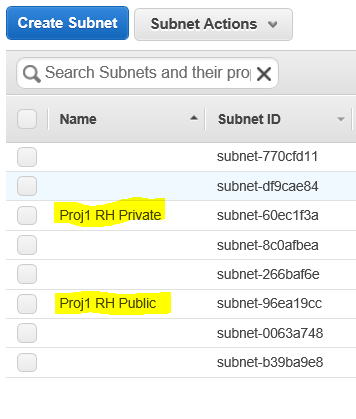 Create Subnet Subnet Actions
Search Subnets and their pro
Name Subnet ID
subnet-770cfd11
subnet-df9cae84
Proj1 RH Private subnet-60ec1f3a
subnet-8c0afbea
subnet-266baf6e
Proj1 RH Public subnet-96ea19cc
subnet-0063a748
subnet-b39ba9e8